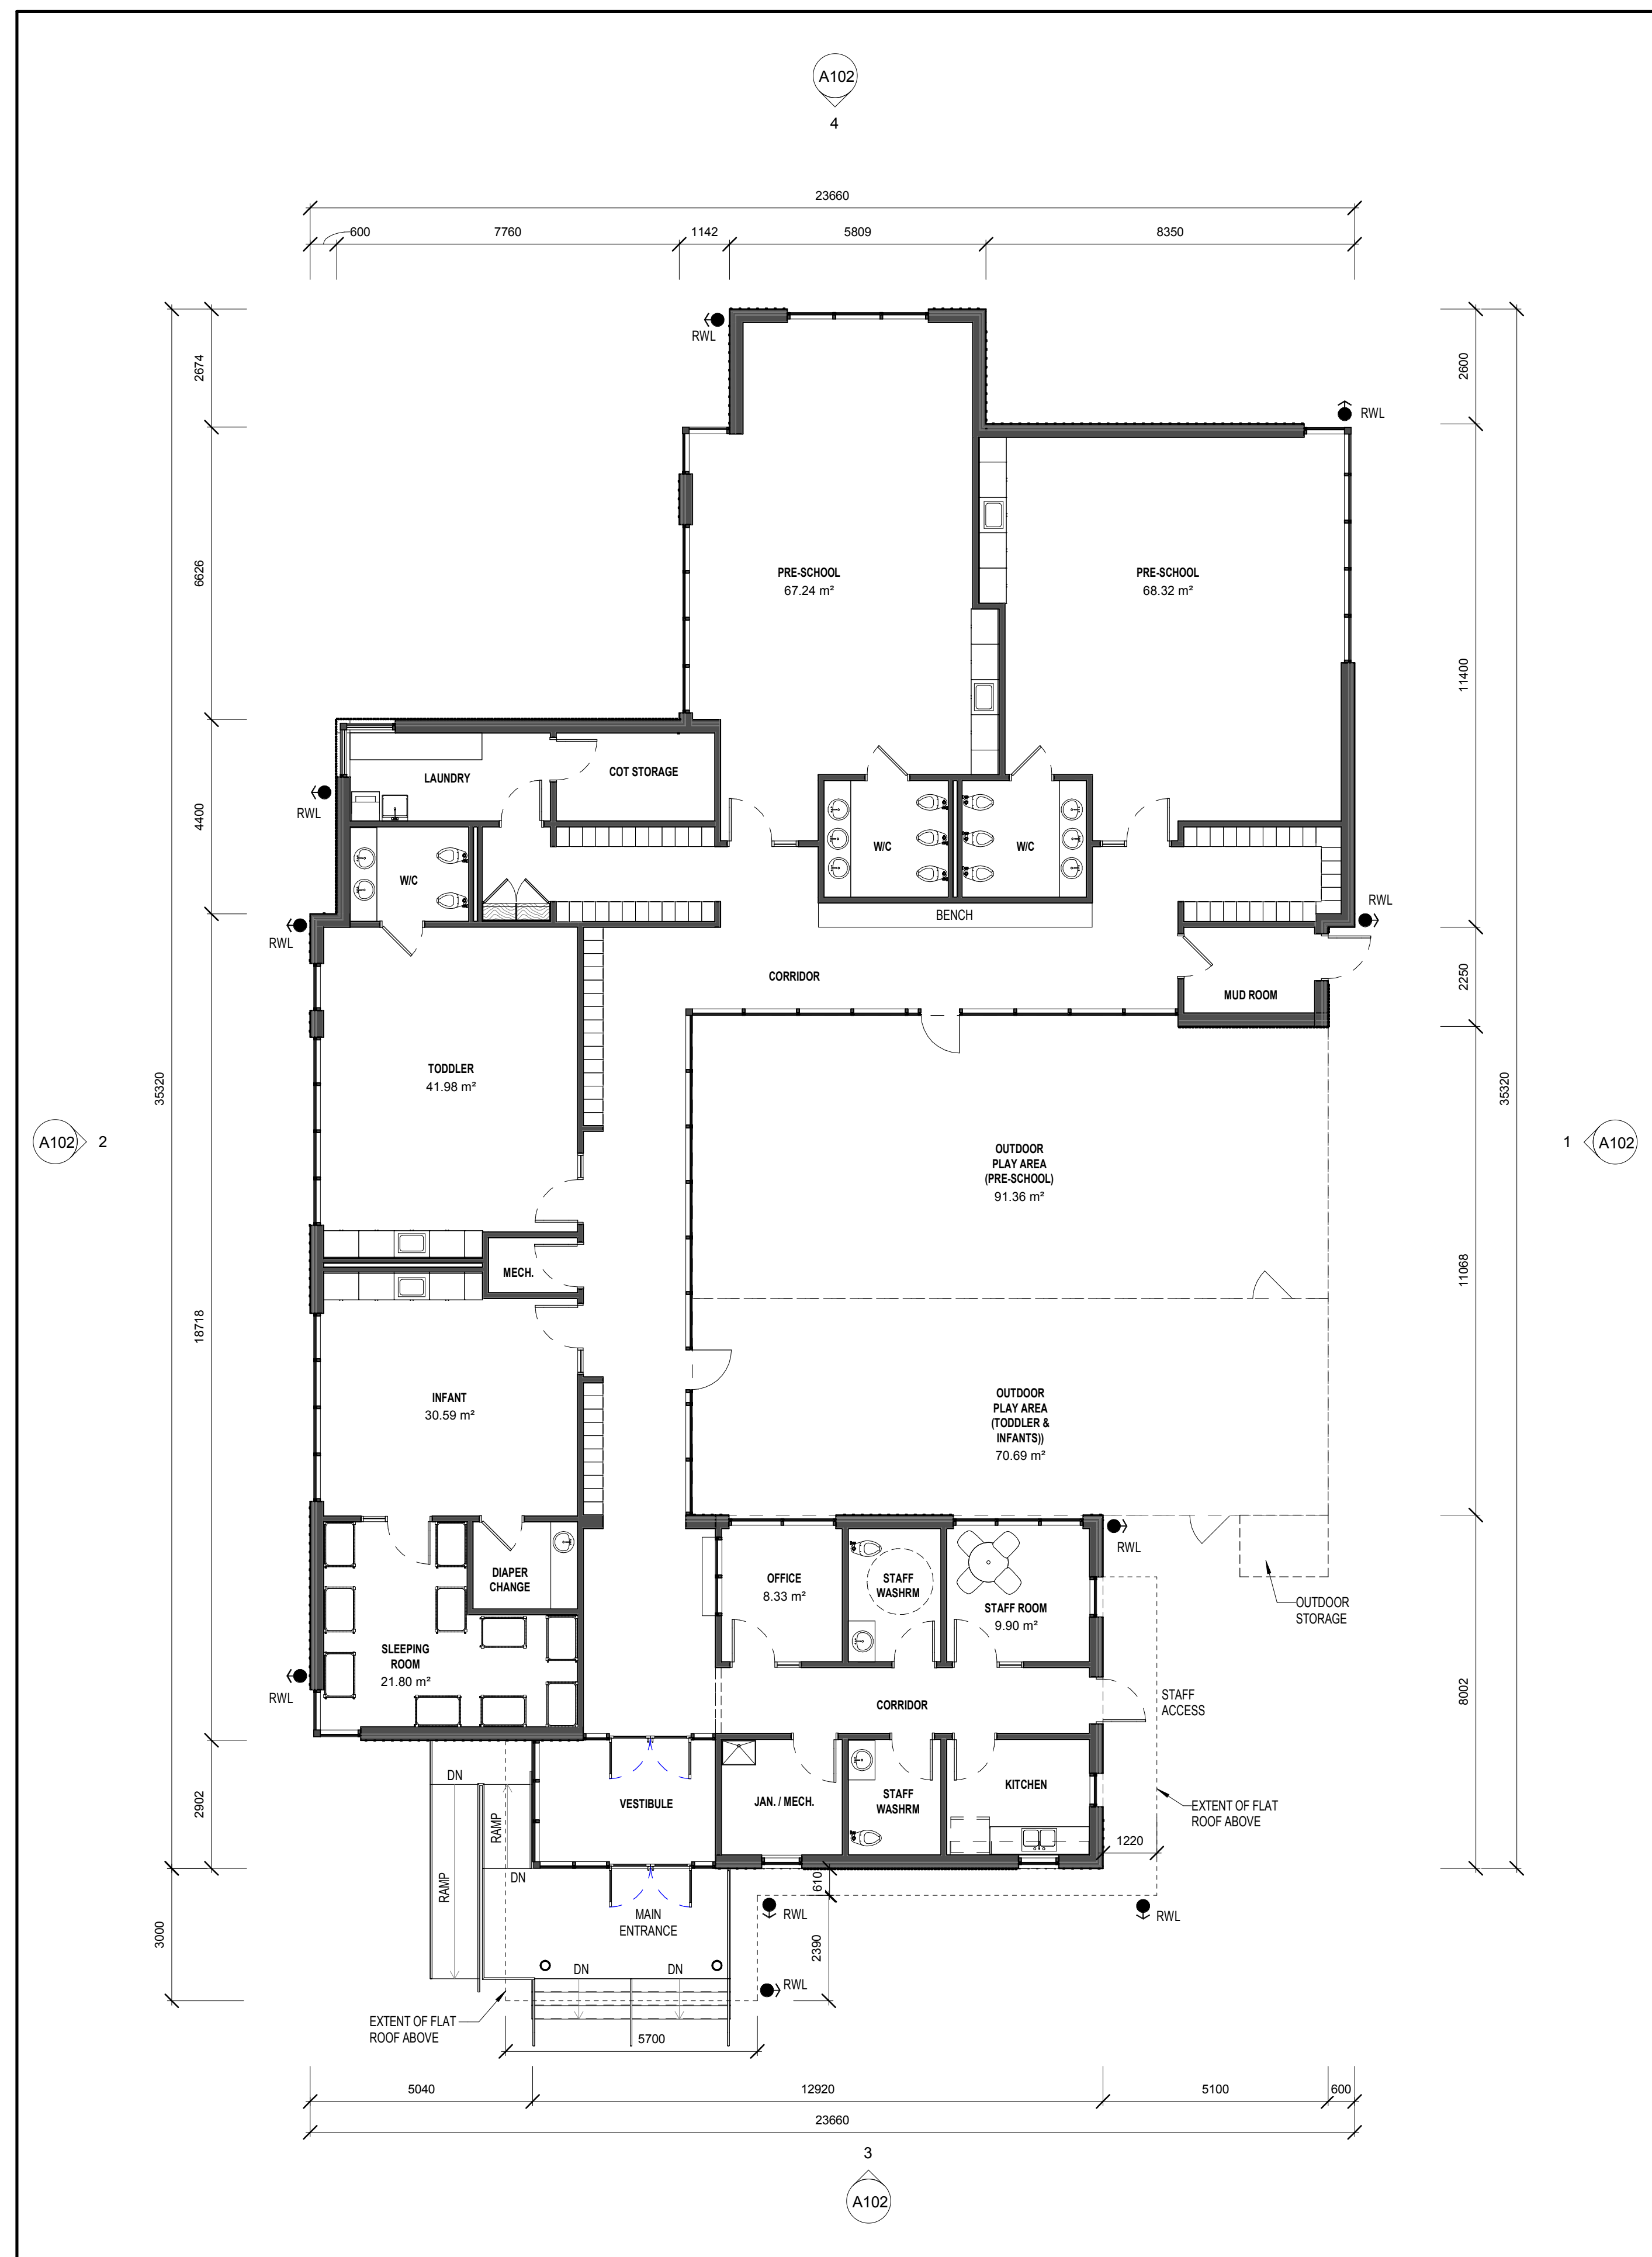 A102
4
23660
600
7760
1142
5809
8350
RWL
RWL
2674
2600
6626
PRE-SCHOOL
67.24 m²
PRE-SCHOOL
68.32 m²
11400
LAUNDRY
COT STORAGE
RWL
4400
W/C
W/C
W/C
RWL
BENCH
RWL
CORRIDOR
MUD ROOM
2250
TODDLER
41.98 m²
35320
35320
A102
2
1
A102
OUTDOOR
PLAY AREA
(PRE-SCHOOL)
91.36 m²
MECH.
11068
18718
INFANT
30.59 m²
OUTDOOR
PLAY AREA
(TODDLER &
INFANTS))
70.69 m²
RWL
DIAPER
CHANGE
OFFICE
8.33 m²
STAFF
WASHRM
STAFF ROOM
9.90 m²
OUTDOOR
STORAGE
SLEEPING
ROOM
21.80 m²
RWL
CORRIDOR
STAFF
ACCESS
8002
DN
VESTIBULE
JAN. / MECH.
STAFF
WASHRM
KITCHEN
EXTENT OF FLAT
ROOF ABOVE
2902
RAMP
1220
RAMP
DN
610
MAIN
ENTRANCE
RWL
RWL
3000
2390
DN
DN
RWL
EXTENT OF FLAT
ROOF ABOVE
5700
5040
12920
5100
600
23660
3
A102